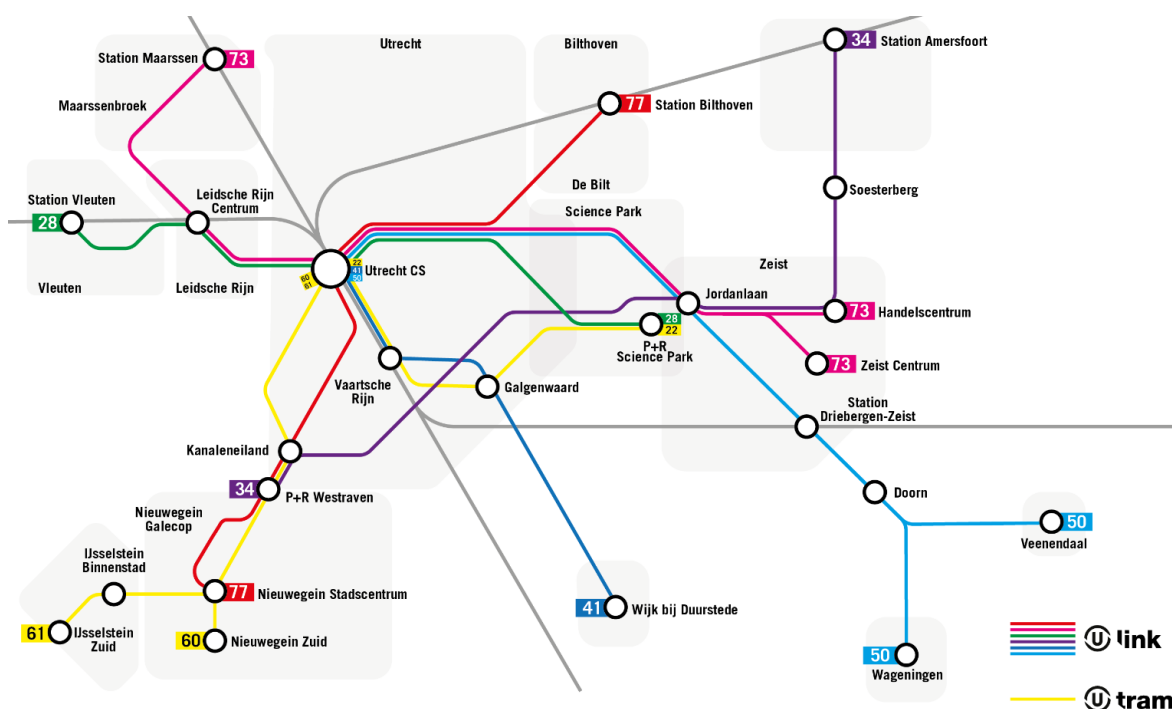 Utrecht
Bilthoven
34 Station Amersfoort
Station Maarssen 73
77 Station Bilthoven
Maarssenbroek
De Bilt
Soesterberg
Station Vleuten
28
Leidsche Rijn
Centrum
Science Park
Zeist
Utrecht CS
22
41
50
60
61
Vleuten
Leidsche Rijn
Jordanlaan
73 Handelscentrum
28
22
P+R
Science Park
Vaartsche
Rijn
Galgenwaard
73 Zeist Centrum
Station
Driebergen-Zeist
Kanaleneiland
34 P+R Westraven
Doorn
Nieuwegein
Galecop
50
Veenendaal
IJsselstein
Binnenstad
77 Nieuwegein Stadscentrum
41 Wijk bij Duurstede
61 IJsselstein
Zuid
60 Nieuwegein Zuid
50
Wageningen
U link
U tram